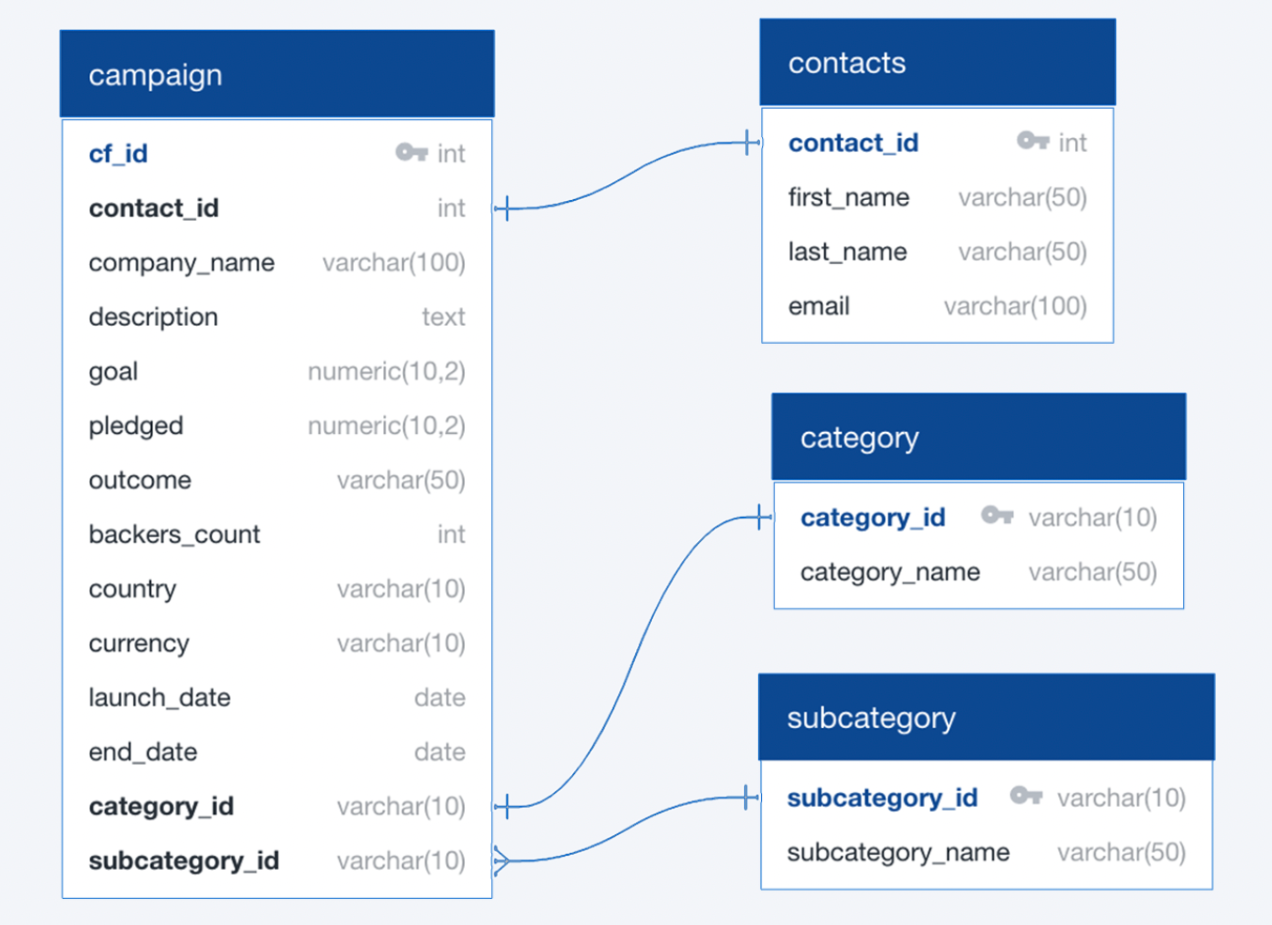 campaign
cf_id int
contact_id int
company_name varchar(100)
description text
goal numeric(10,2)
pledged numeric(10,2)
outcome varchar(50)
backers_count int
country varchar(10)
currency varchar(10)
launch_date date
end_date date
category_id varchar(10)
subcategory_id varchar(10)
contacts
contact_id int
first_name varchar(50)
last_name varchar(50)
email varchar(100)
category
category_id varchar(10)
category_name varchar(50)
subcategory
subcategory_id varchar(10)
subcategory_name varchar(50)